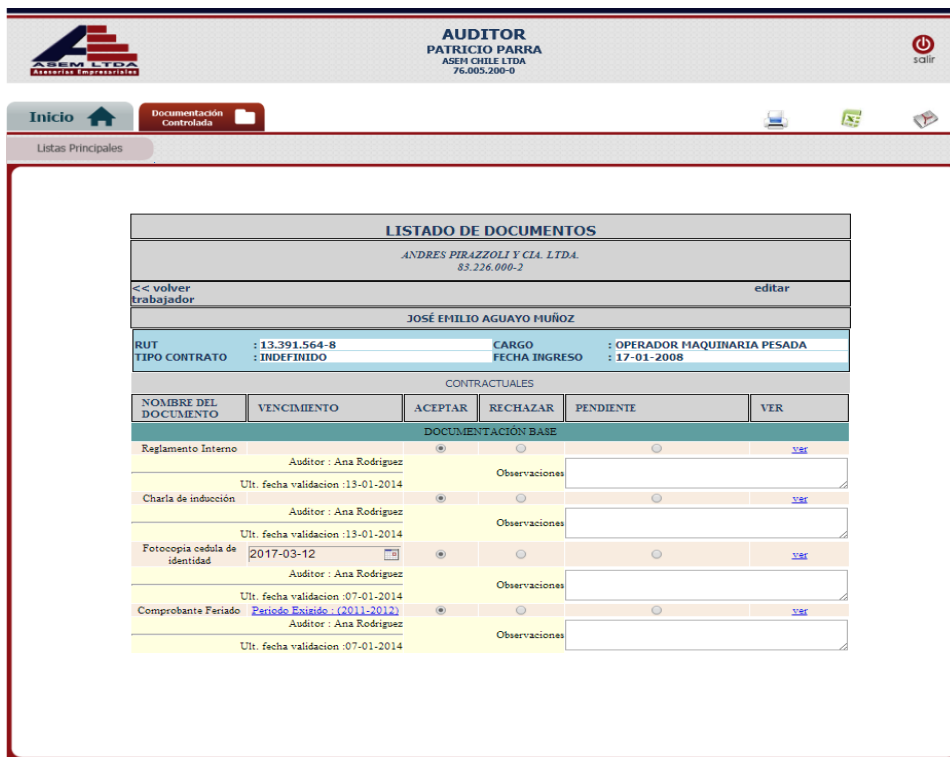 ASEM LTDA
Asesorías Empresariales
AUDITOR
PATRICIO PARRA
ASEM CHILE LTDA
76.005.200-0
salir
Inicio
Documentación
Controlada
Listas Principales
LISTADO DE DOCUMENTOS
ANDRES PIRAZZOLI Y CIA. LTDA.
83.226.000-2
<< volver editar
trabajador
JOSÉ EMILIO AGUAYO MUÑOZ
RUT : 13.391.564-8 CARGO : OPERADOR MAQUINARIA PESADA
TIPO CONTRATO : INDEFINIDO FECHA INGRESO : 17-01-2008
CONTRACTUALES
NOMBRE DEL
DOCUMENTO VENCIMIENTO ACEPTAR RECHAZAR PENDIENTE VER
DOCUMENTACIÓN BASE
Reglamento Interno ver
Auditor : Ana Rodriguez
Observaciones
Ult. fecha validacion :13-01-2014
Charla de inducción ver
Auditor : Ana Rodriguez
Observaciones
Ult. fecha validacion :13-01-2014
Fotocopia cedula de
identidad 2017-03-12 ver
Auditor : Ana Rodriguez
Observaciones
Ult. fecha validacion :07-01-2014
Comprobante Feriado Periodo Exigido : (2011-2012) ver
Auditor : Ana Rodriguez
Observaciones
Ult. fecha validacion :07-01-2014